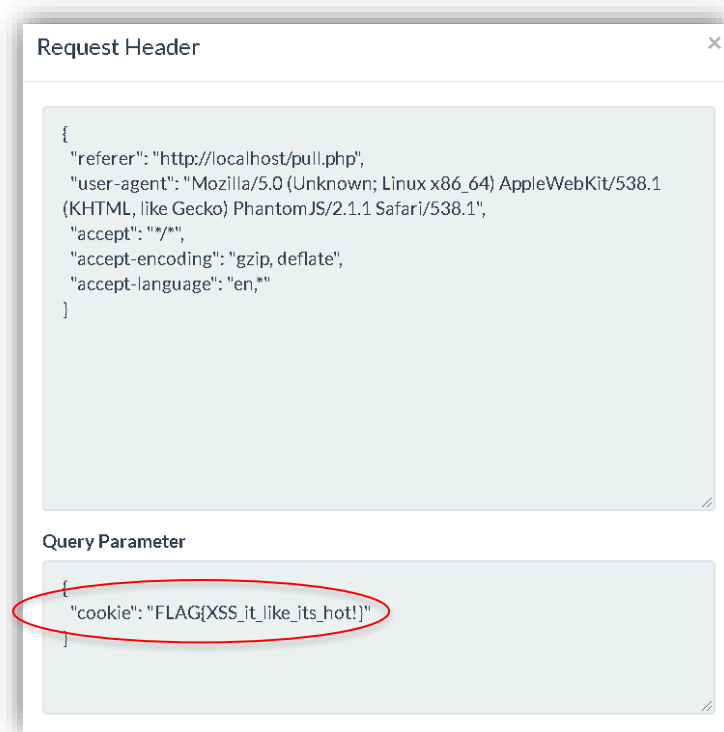 Request Header ×
{
"referer": "http://localhost/pull.php",
"user-agent": "Mozilla/5.0 (Unknown; Linux x86_64) AppleWebKit/538.1
(KHTML, like Gecko) PhantomJS/2.1.1 Safari/538.1",
"accept": "*/*",
"accept-encoding": "gzip, deflate",
"accept-language": "en,*"
}
Query Parameter
{
"cookie": "FLAG{XSS_it_like_its_hot!}"
}